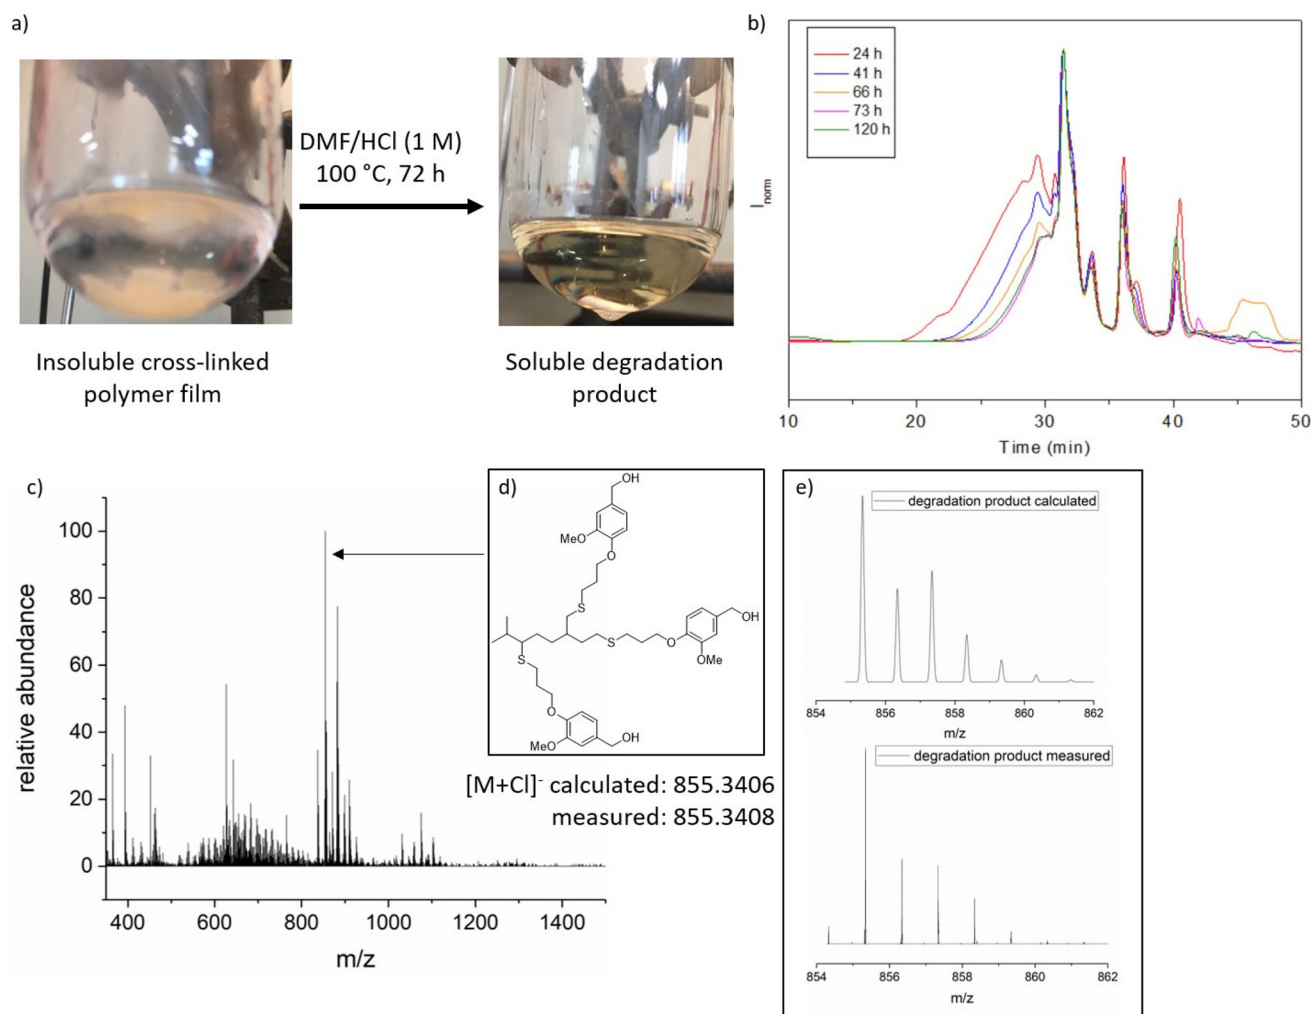 a)
DMF/HCl (1 M)
100 °C, 72 h
Insoluble cross-linked
polymer film
Soluble degradation
product
b)
24 h
41 h
66 h
73 h
120 h
I norm
10 20 30 40 50
Time (min)
c)
100
80
60
40
20
0
relative abundance
400 600 800 1000 1200 1400
m/z
d)
OH
MeO
O
S
OH
S
O
OMe
S
O
OH
MeO
[M+Cl]- calculated: 855.3406
measured: 855.3408
e)
degradation product calculated
854 856 858 860 862
m/z
degradation product measured
854 856 858 860 862
m/z